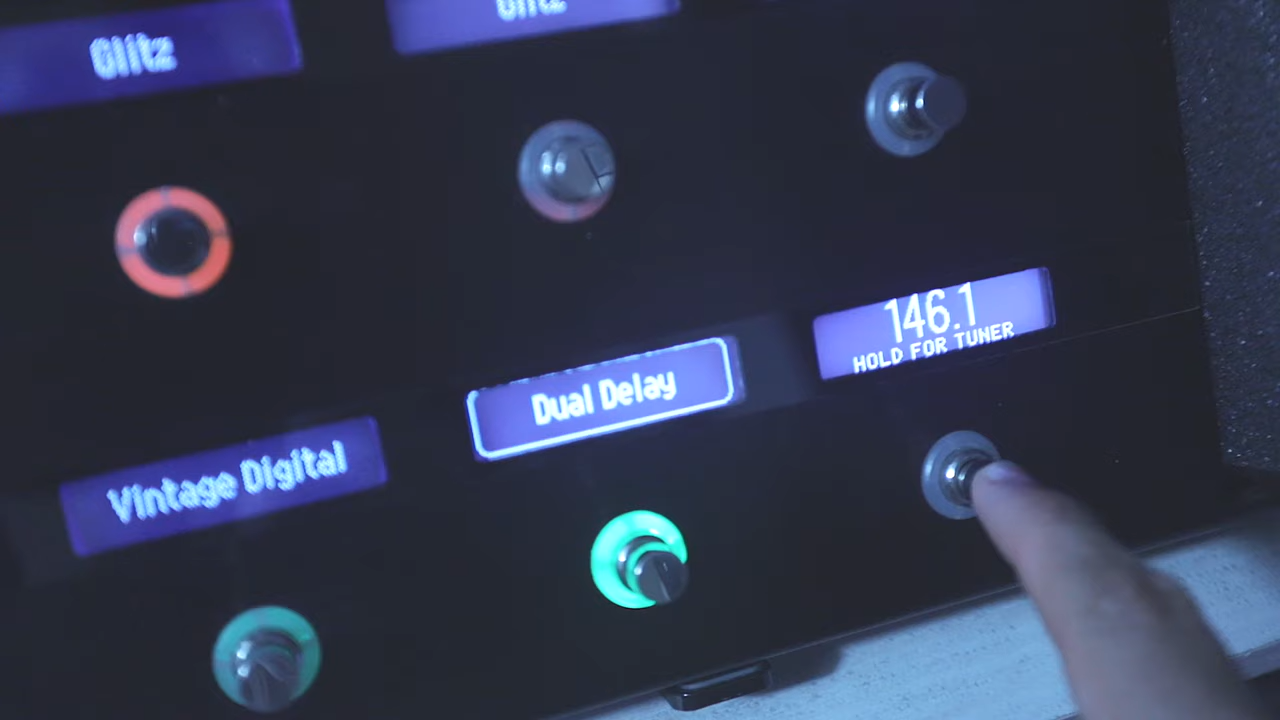 Glitz
Glitz
Vintage Digital
Dual Delay
146.1
HOLD FOR TUNER